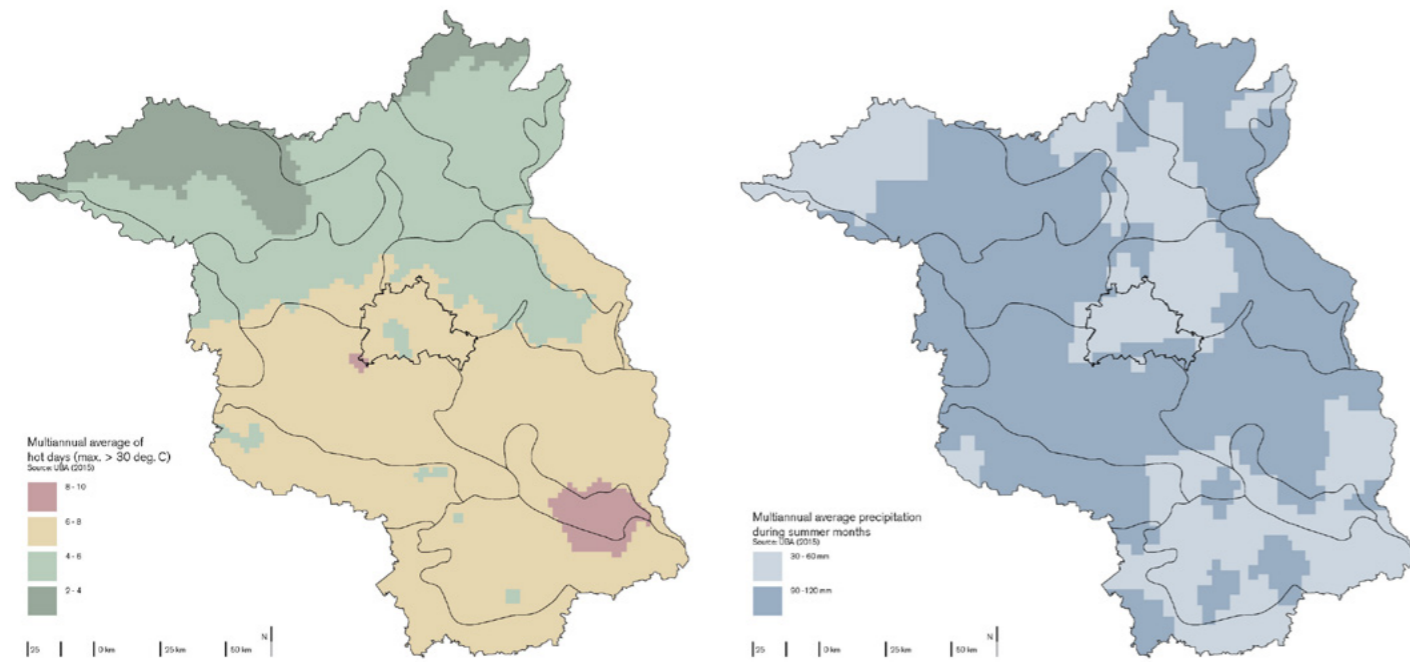 Multiannual average of
hot days (max. > 30 deg. C)
Source: UBA (2015)
8 - 10
6 - 8
4 - 6
2 - 4
25
0 km
25 km
50 km
N
Multiannual average precipitation
during summer months
Source: UBA (2015)
30 - 60 mm
90 - 120 mm
25
0 km
25 km
50 km
N